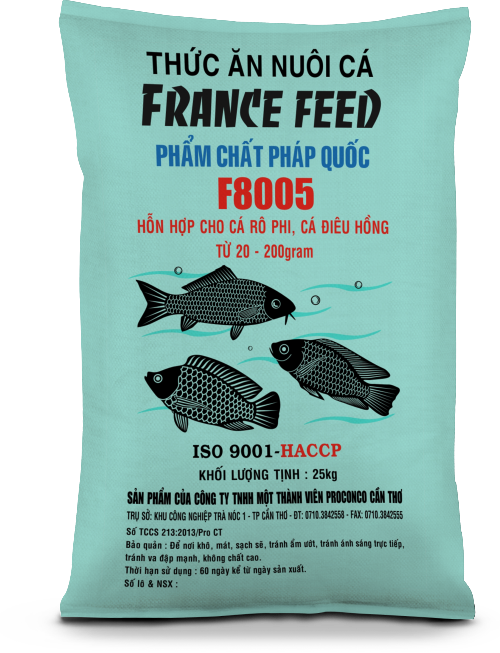 THỨC ĂN NUÔI CÁ
FRANCE FEED
PHẨM CHẤT PHÁP QUỐC
F8005
HỖN HỢP CHO CÁ RÔ PHI, CÁ ĐIÊU HỒNG
TỪ 20 - 200gram
ISO 9001-HACCP
KHỐI LƯỢNG TỊNH : 25kg
SẢN PHẨM CỦA CÔNG TY TNHH MỘT THÀNH VIÊN PROCONCO CẦN THƠ
TRỤ SỞ: KHU CÔNG NGHIỆP TRÀ NÓC 1 - TP CẦN THƠ - ĐT: 0710.3842558 - FAX: 0710.3842555
Số TCCS 213:2013/Pro CT
Bảo quản : Để nơi khô, mát, sạch sẽ, tránh ẩm ướt, tránh ánh sáng trực tiếp,
tránh va đập mạnh, không chất cao.
Thời hạn sử dụng : 60 ngày kể từ ngày sản xuất.
Số lô & NSX :